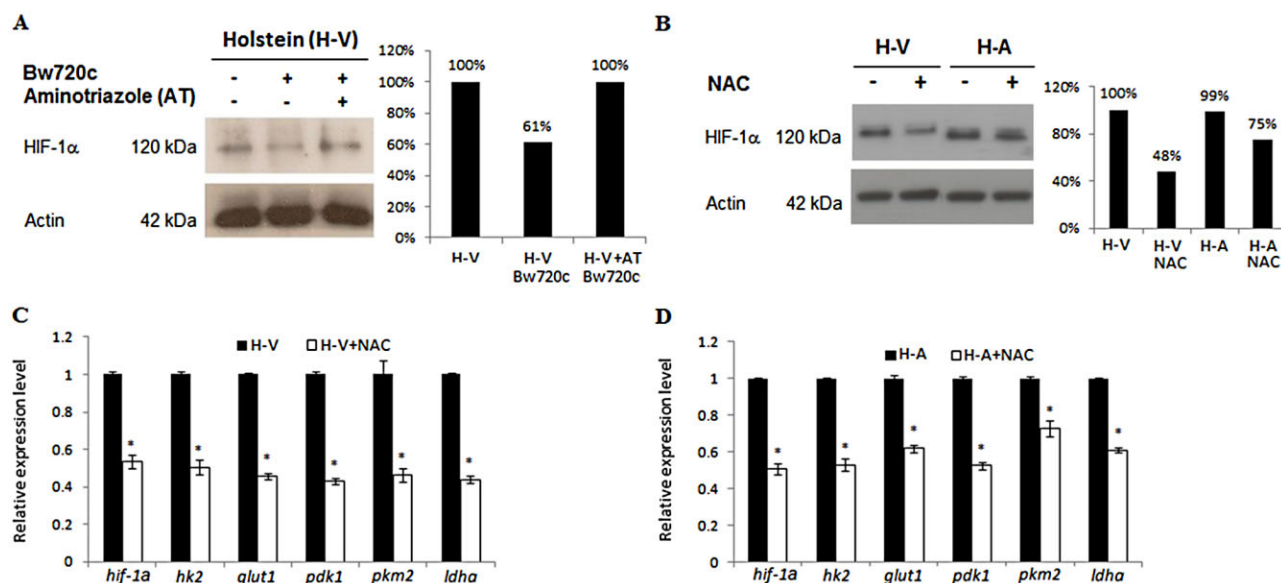 A
Holstein (H-V)
Bw720c - + +
Aminotriazole (AT) - - +
HIF-1α 120 kDa
Actin 42 kDa
120%
100%
80%
60%
40%
20%
0%
100%
61%
100%
H-V
H-V Bw720c
H-V+AT Bw720c
B
H-V H-A
NAC - + - +
HIF-1α 120 kDa
Actin 42 kDa
120%
80%
40%
0%
100%
48%
99%
75%
H-V
H-V NAC
H-A
H-A NAC
C
Relative expression level
1.2
1
0.8
0.6
0.4
0.2
0
H-V H-V+NAC
* * * * * *
hif-1a hk2 glut1 pdk1 pkm2 ldha
D
Relative expression level
1.2
1
0.8
0.6
0.4
0.2
0
H-A H-A+NAC
* * * * * *
hif-1a hk2 glut1 pdk1 pkm2 ldha